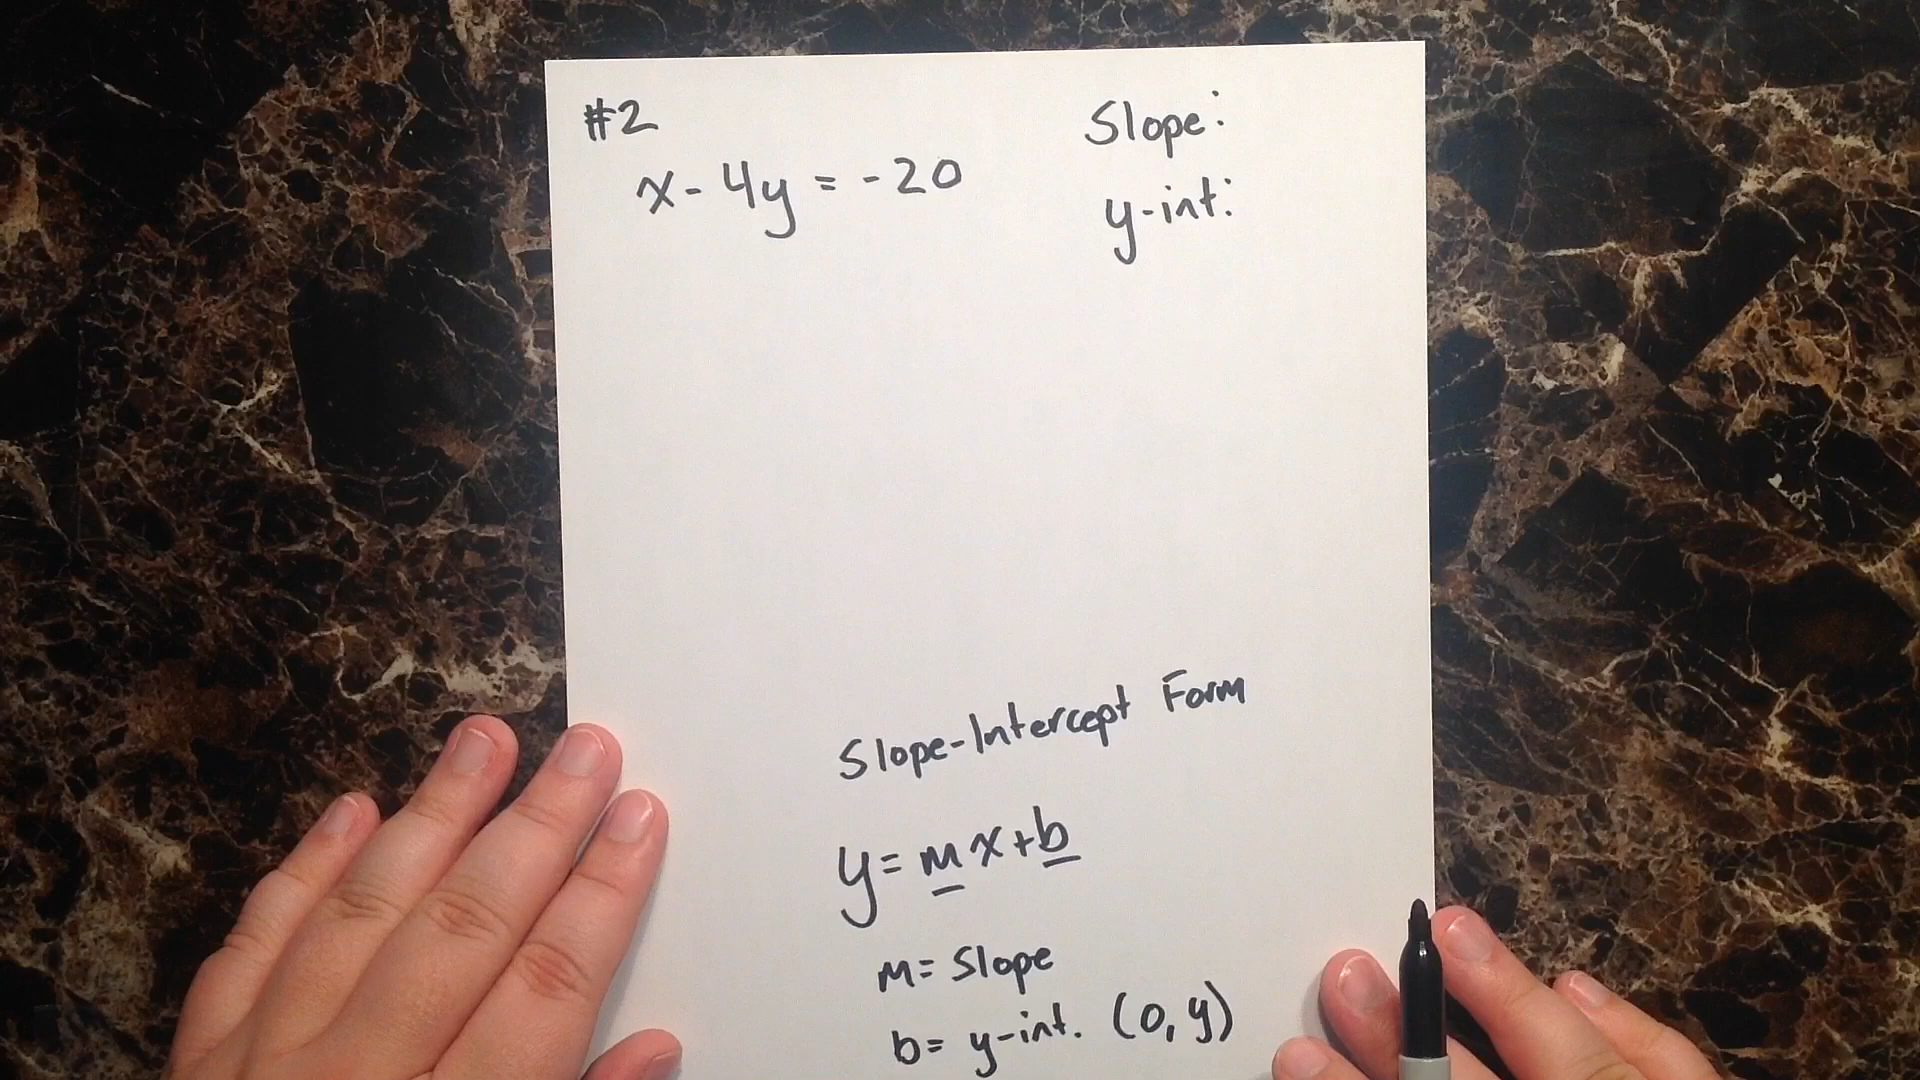 #2
x - 4y = -20
Slope:
y-int:
Slope-Intercept Form
y = mx + b
m = Slope
b = y-int. (0, y)